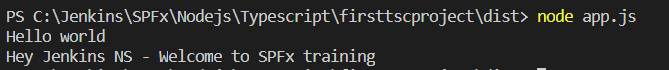 PS C:\Jenkins\SPFx\Nodejs\Typescript\firsttscproject\dist> node app.js
Hello world
Hey Jenkins NS - Welcome to SPFx training